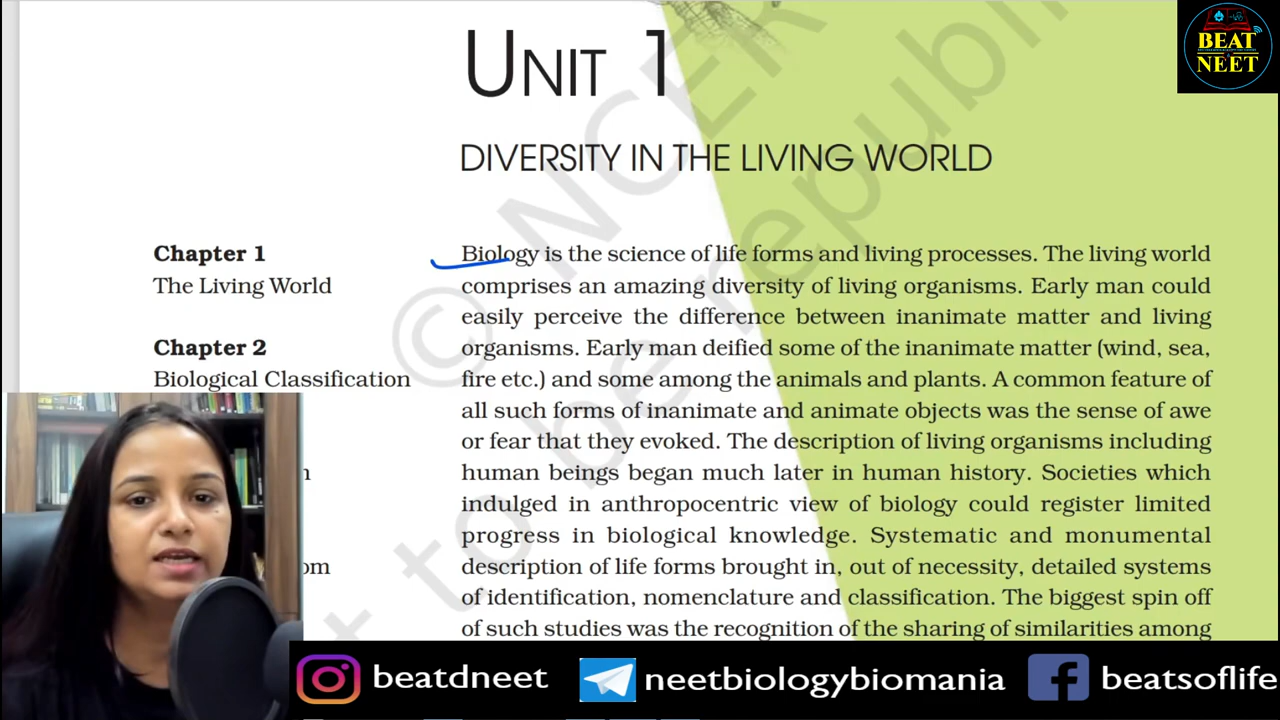 UNIT 1
DIVERSITY IN THE LIVING WORLD
Chapter 1
The Living World
Chapter 2
Biological Classification
Biology is the science of life forms and living processes. The living world
comprises an amazing diversity of living organisms. Early man could
easily perceive the difference between inanimate matter and living
organisms. Early man deified some of the inanimate matter (wind, sea,
fire etc.) and some among the animals and plants. A common feature of
all such forms of inanimate and animate objects was the sense of awe
or fear that they evoked. The description of living organisms including
human beings began much later in human history. Societies which
indulged in anthropocentric view of biology could register limited
progress in biological knowledge. Systematic and monumental
description of life forms brought in, out of necessity, detailed systems
of identification, nomenclature and classification. The biggest spin off
of such studies was the recognition of the sharing of similarities among
BEAT
NEET
beatdneet
neetbiologybiomania
beatsoflife
to be republi